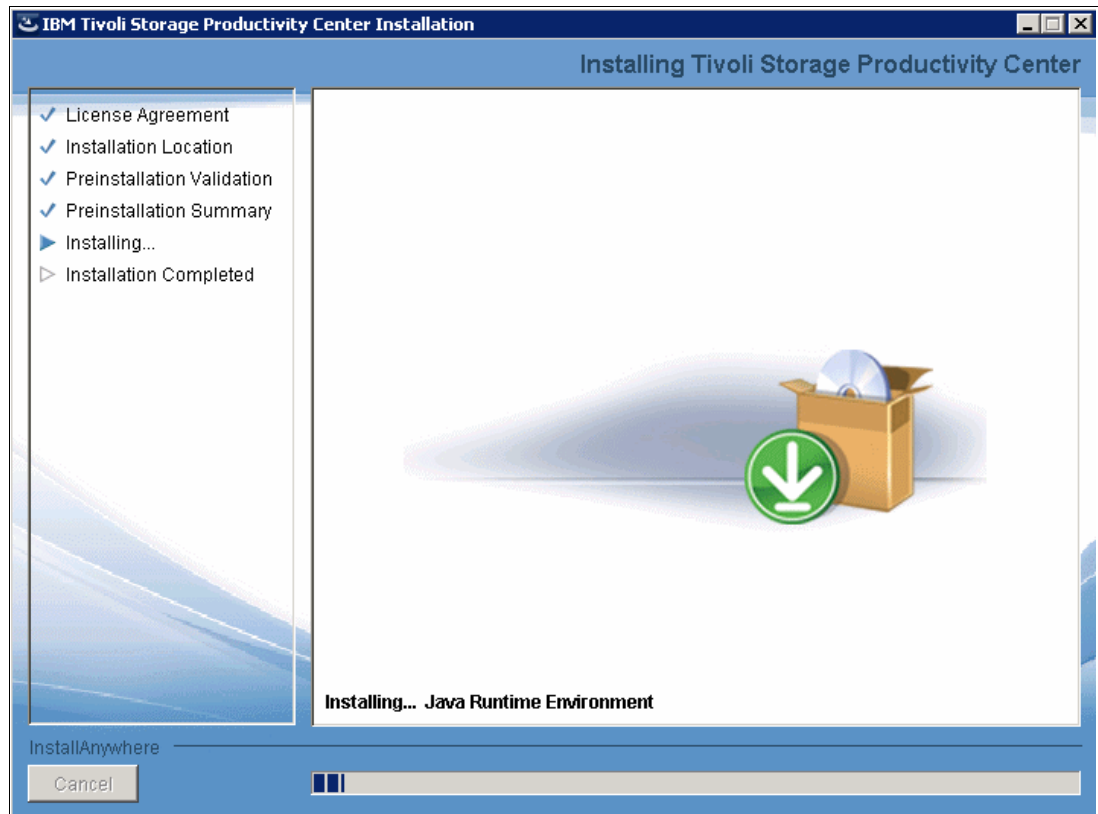 IBM Tivoli Storage Productivity Center Installation
Installing Tivoli Storage Productivity Center
License Agreement
Installation Location
Preinstallation Validation
Preinstallation Summary
Installing...
Installation Completed
Installing... Java Runtime Environment
InstallAnywhere
Cancel